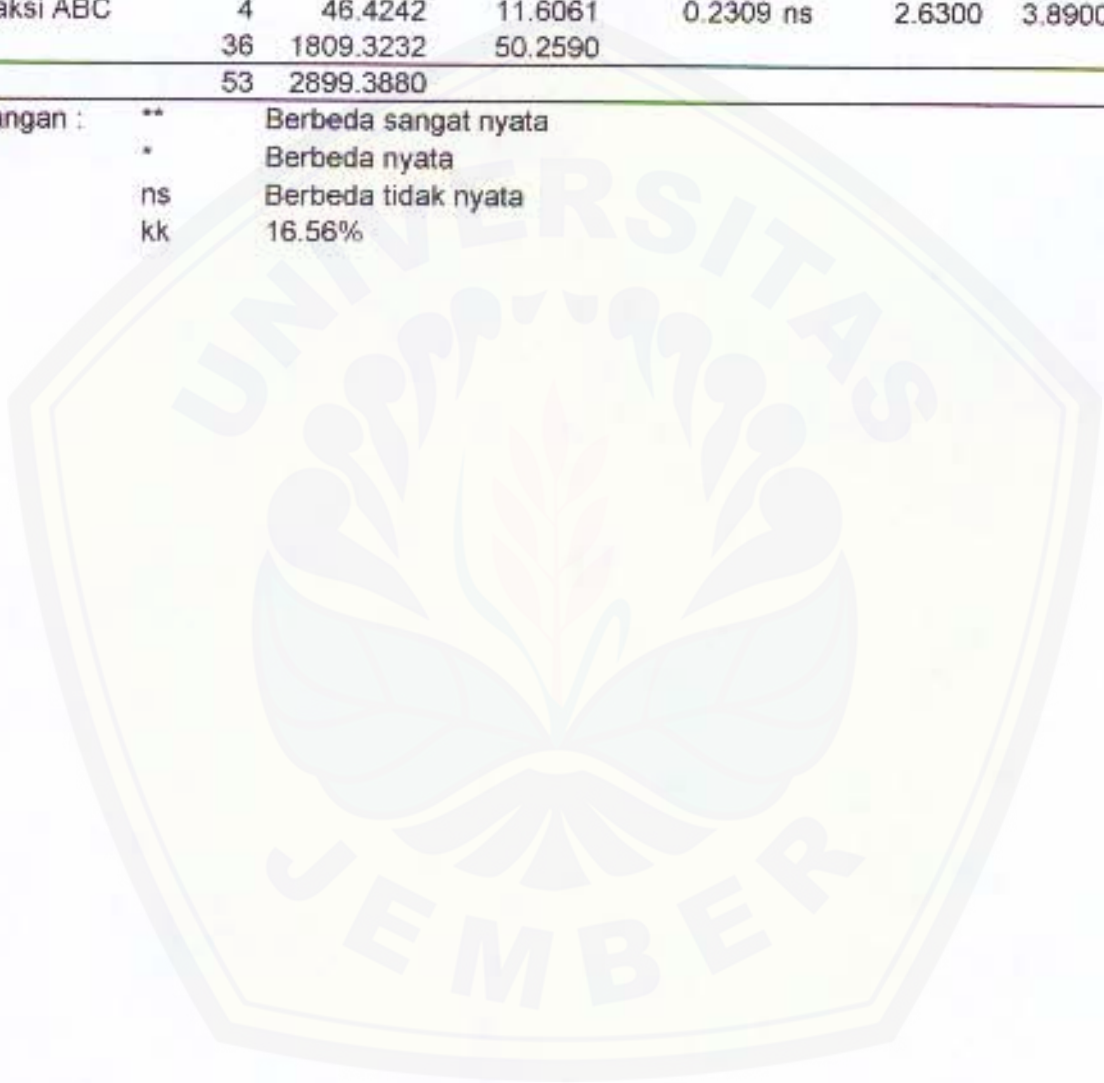 aksi ABC 4 46.4242 11.6061 0.2309 ns 2.6300 3.8900
36 1809.3232 50.2590
53 2899.3880
angan : ** Berbeda sangat nyata
* Berbeda nyata
ns Berbeda tidak nyata
kk 16.56%
UNIVERSITAS
JEMBER